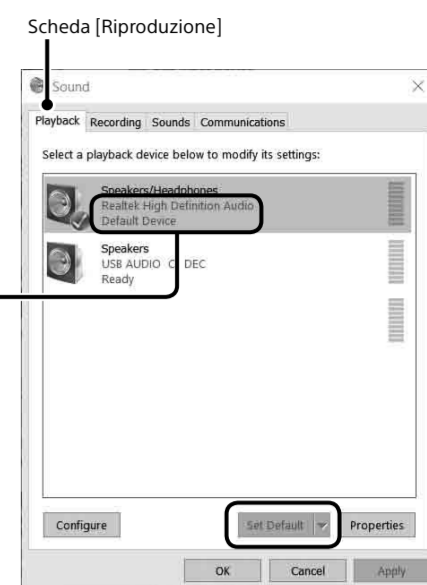 Scheda [Riproduzione]
Sound
Playback Recording Sounds Communications
Select a playback device below to modify its settings:
Speakers/Headphones
Realtek High Definition Audio
Default Device
Speakers
USB AUDIO C DEC
Ready
Configure Set Default Properties
OK Cancel Apply